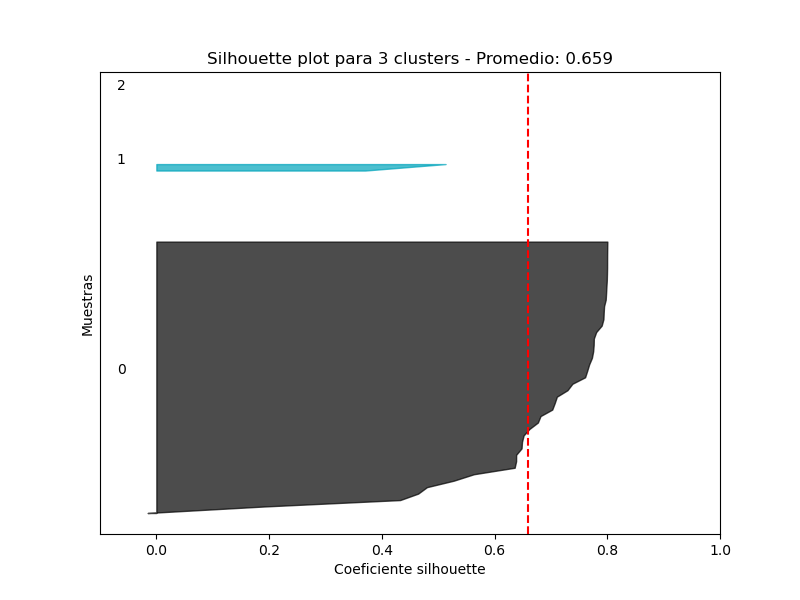 Silhouette plot para 3 clusters - Promedio: 0.659
2
1
0
Muestras
0.0 0.2 0.4 0.6 0.8 1.0
Coeficiente silhouette